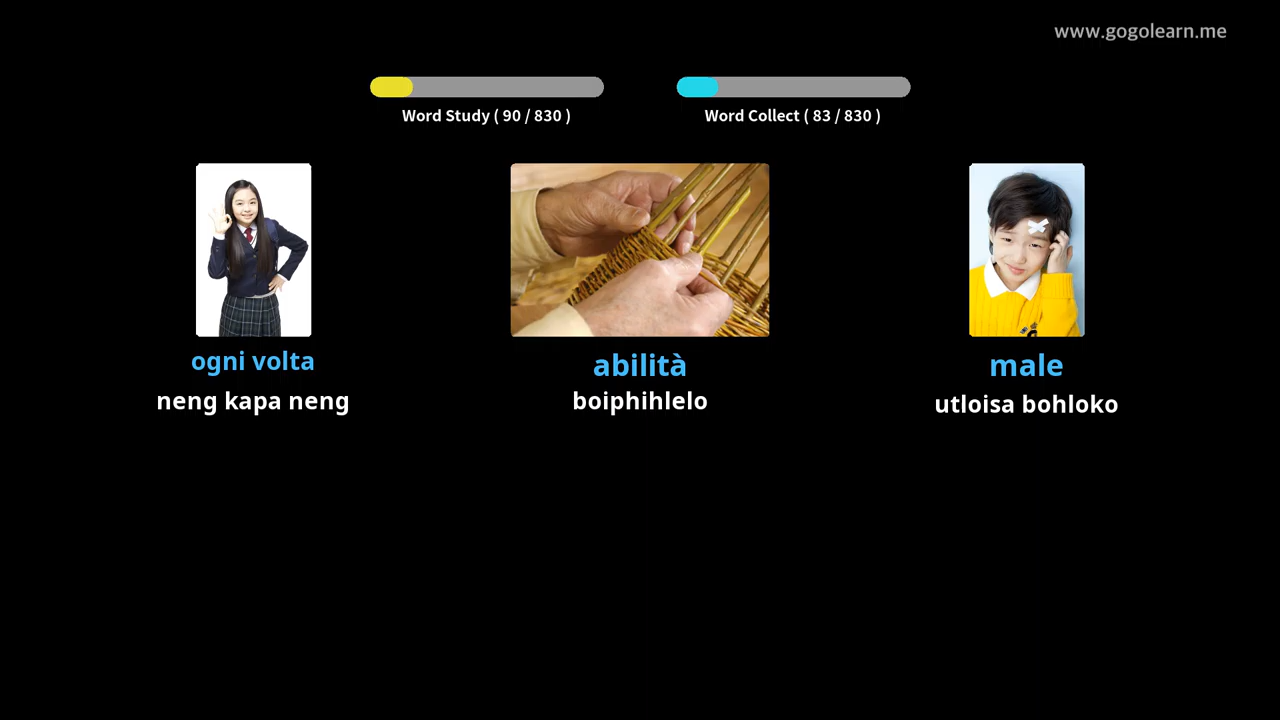 www.gogolearn.me
Word Study ( 90 / 830 )
Word Collect ( 83 / 830 )
ogni volta
neng kapa neng
abilità
boiphihlelo
male
utloisa bohloko